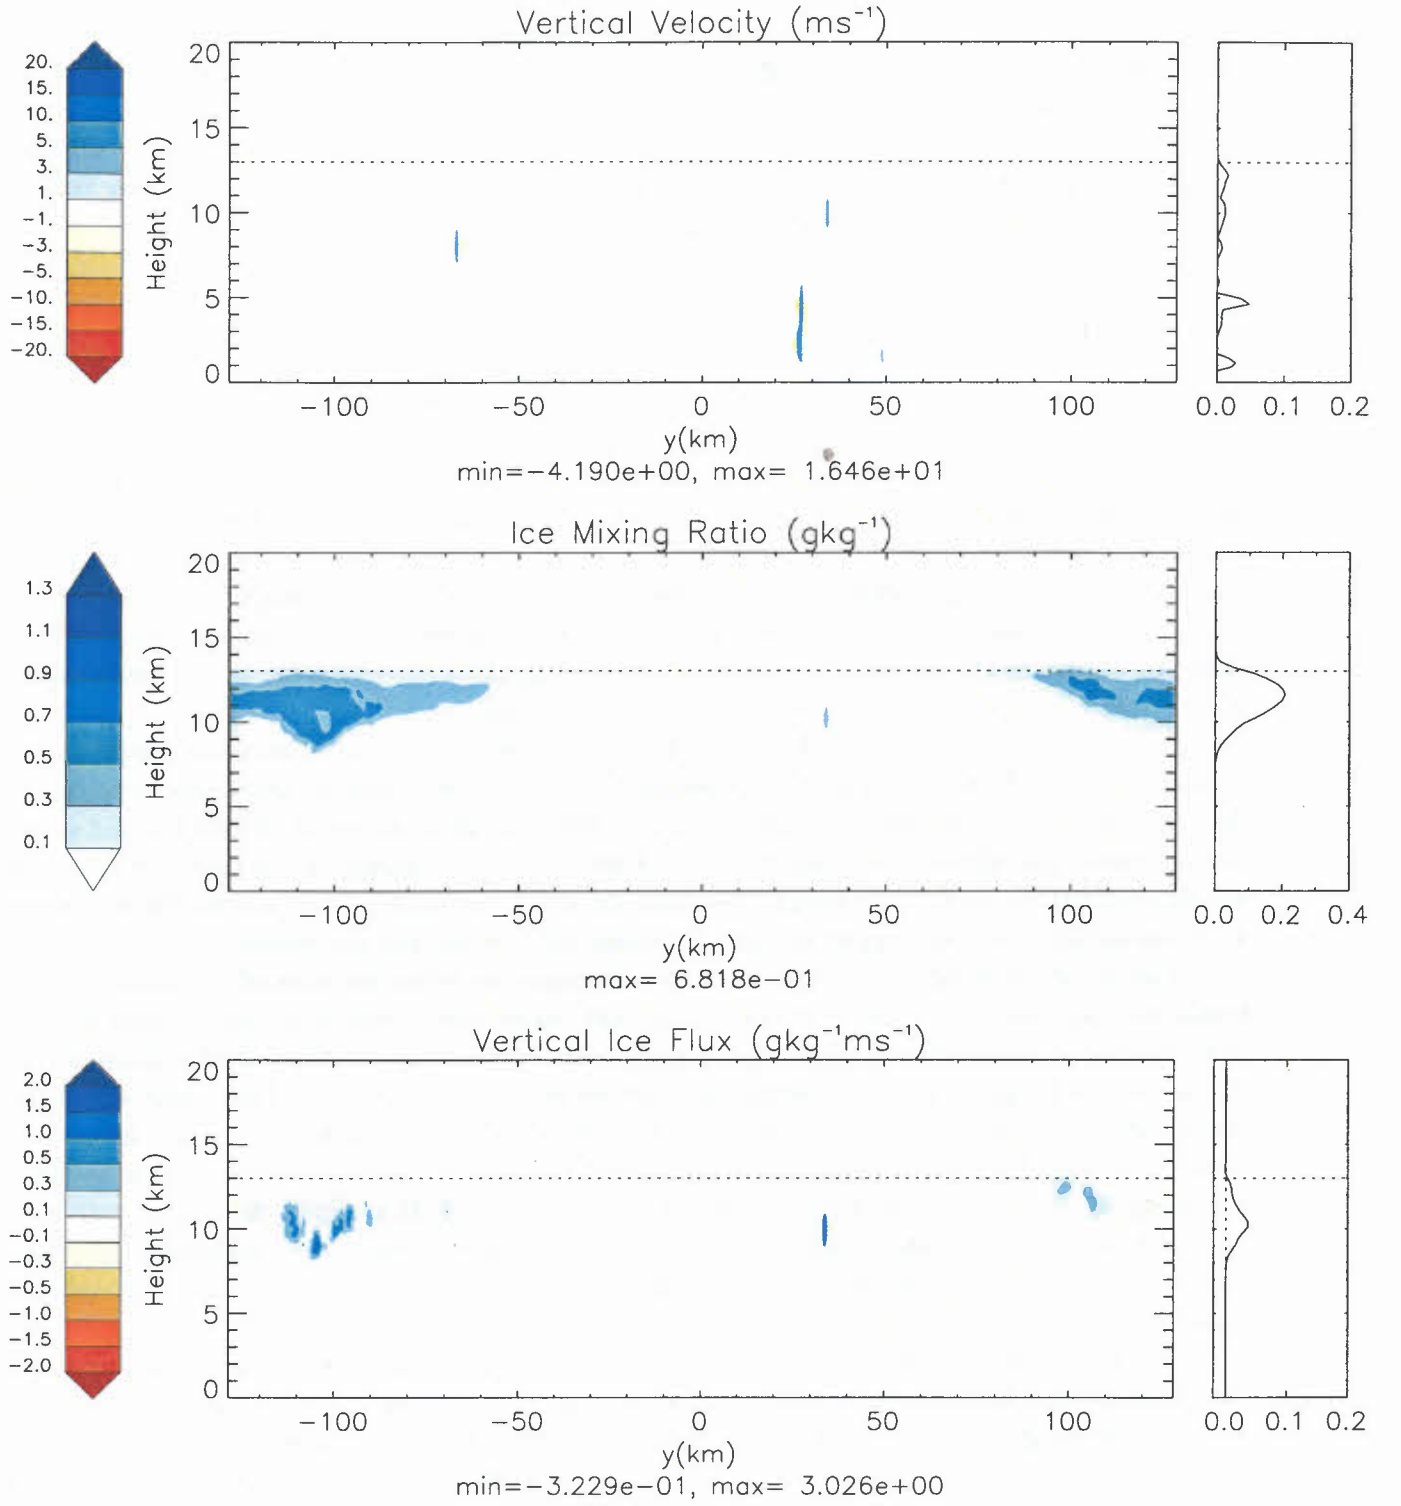 Vertical Velocity (ms⁻¹)
20.
15.
10.
5.
3.
1.
−1.
−3.
−5.
−10.
−15.
−20.
Height (km)
20
15
10
5
0
−100 −50 0 50 100
y(km)
min=−4.190e+00, max= 1.646e+01
0.0 0.1 0.2
Ice Mixing Ratio (gkg⁻¹)
1.3
1.1
0.9
0.7
0.5
0.3
0.1
Height (km)
20
15
10
5
0
−100 −50 0 50 100
y(km)
max= 6.818e−01
0.0 0.2 0.4
Vertical Ice Flux (gkg⁻¹ms⁻¹)
2.0
1.5
1.0
0.5
0.3
0.1
−0.1
−0.3
−0.5
−1.0
−1.5
−2.0
Height (km)
20
15
10
5
0
−100 −50 0 50 100
y(km)
min=−3.229e−01, max= 3.026e+00
0.0 0.1 0.2